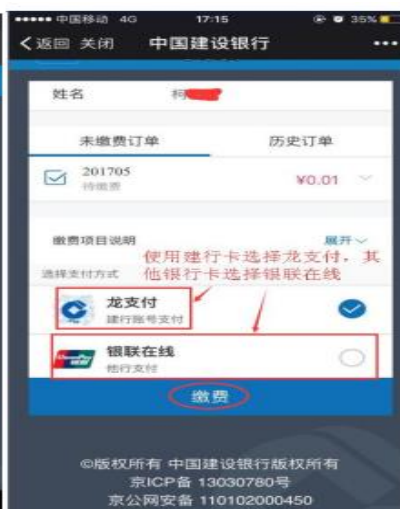 中国移动 4G 17:15 35%
返回 关闭 中国建设银行
姓名 柯
未缴费订单 历史订单
201705
待缴费
¥0.01
缴费项目说明 展开
使用建行卡选择龙支付，其
他银行卡选择银联在线
选择支付方式
龙支付
建行账号支付
银联在线
他行支付
缴费
©版权所有 中国建设银行版权所有
京ICP备 13030780号
京公网安备 110102000450